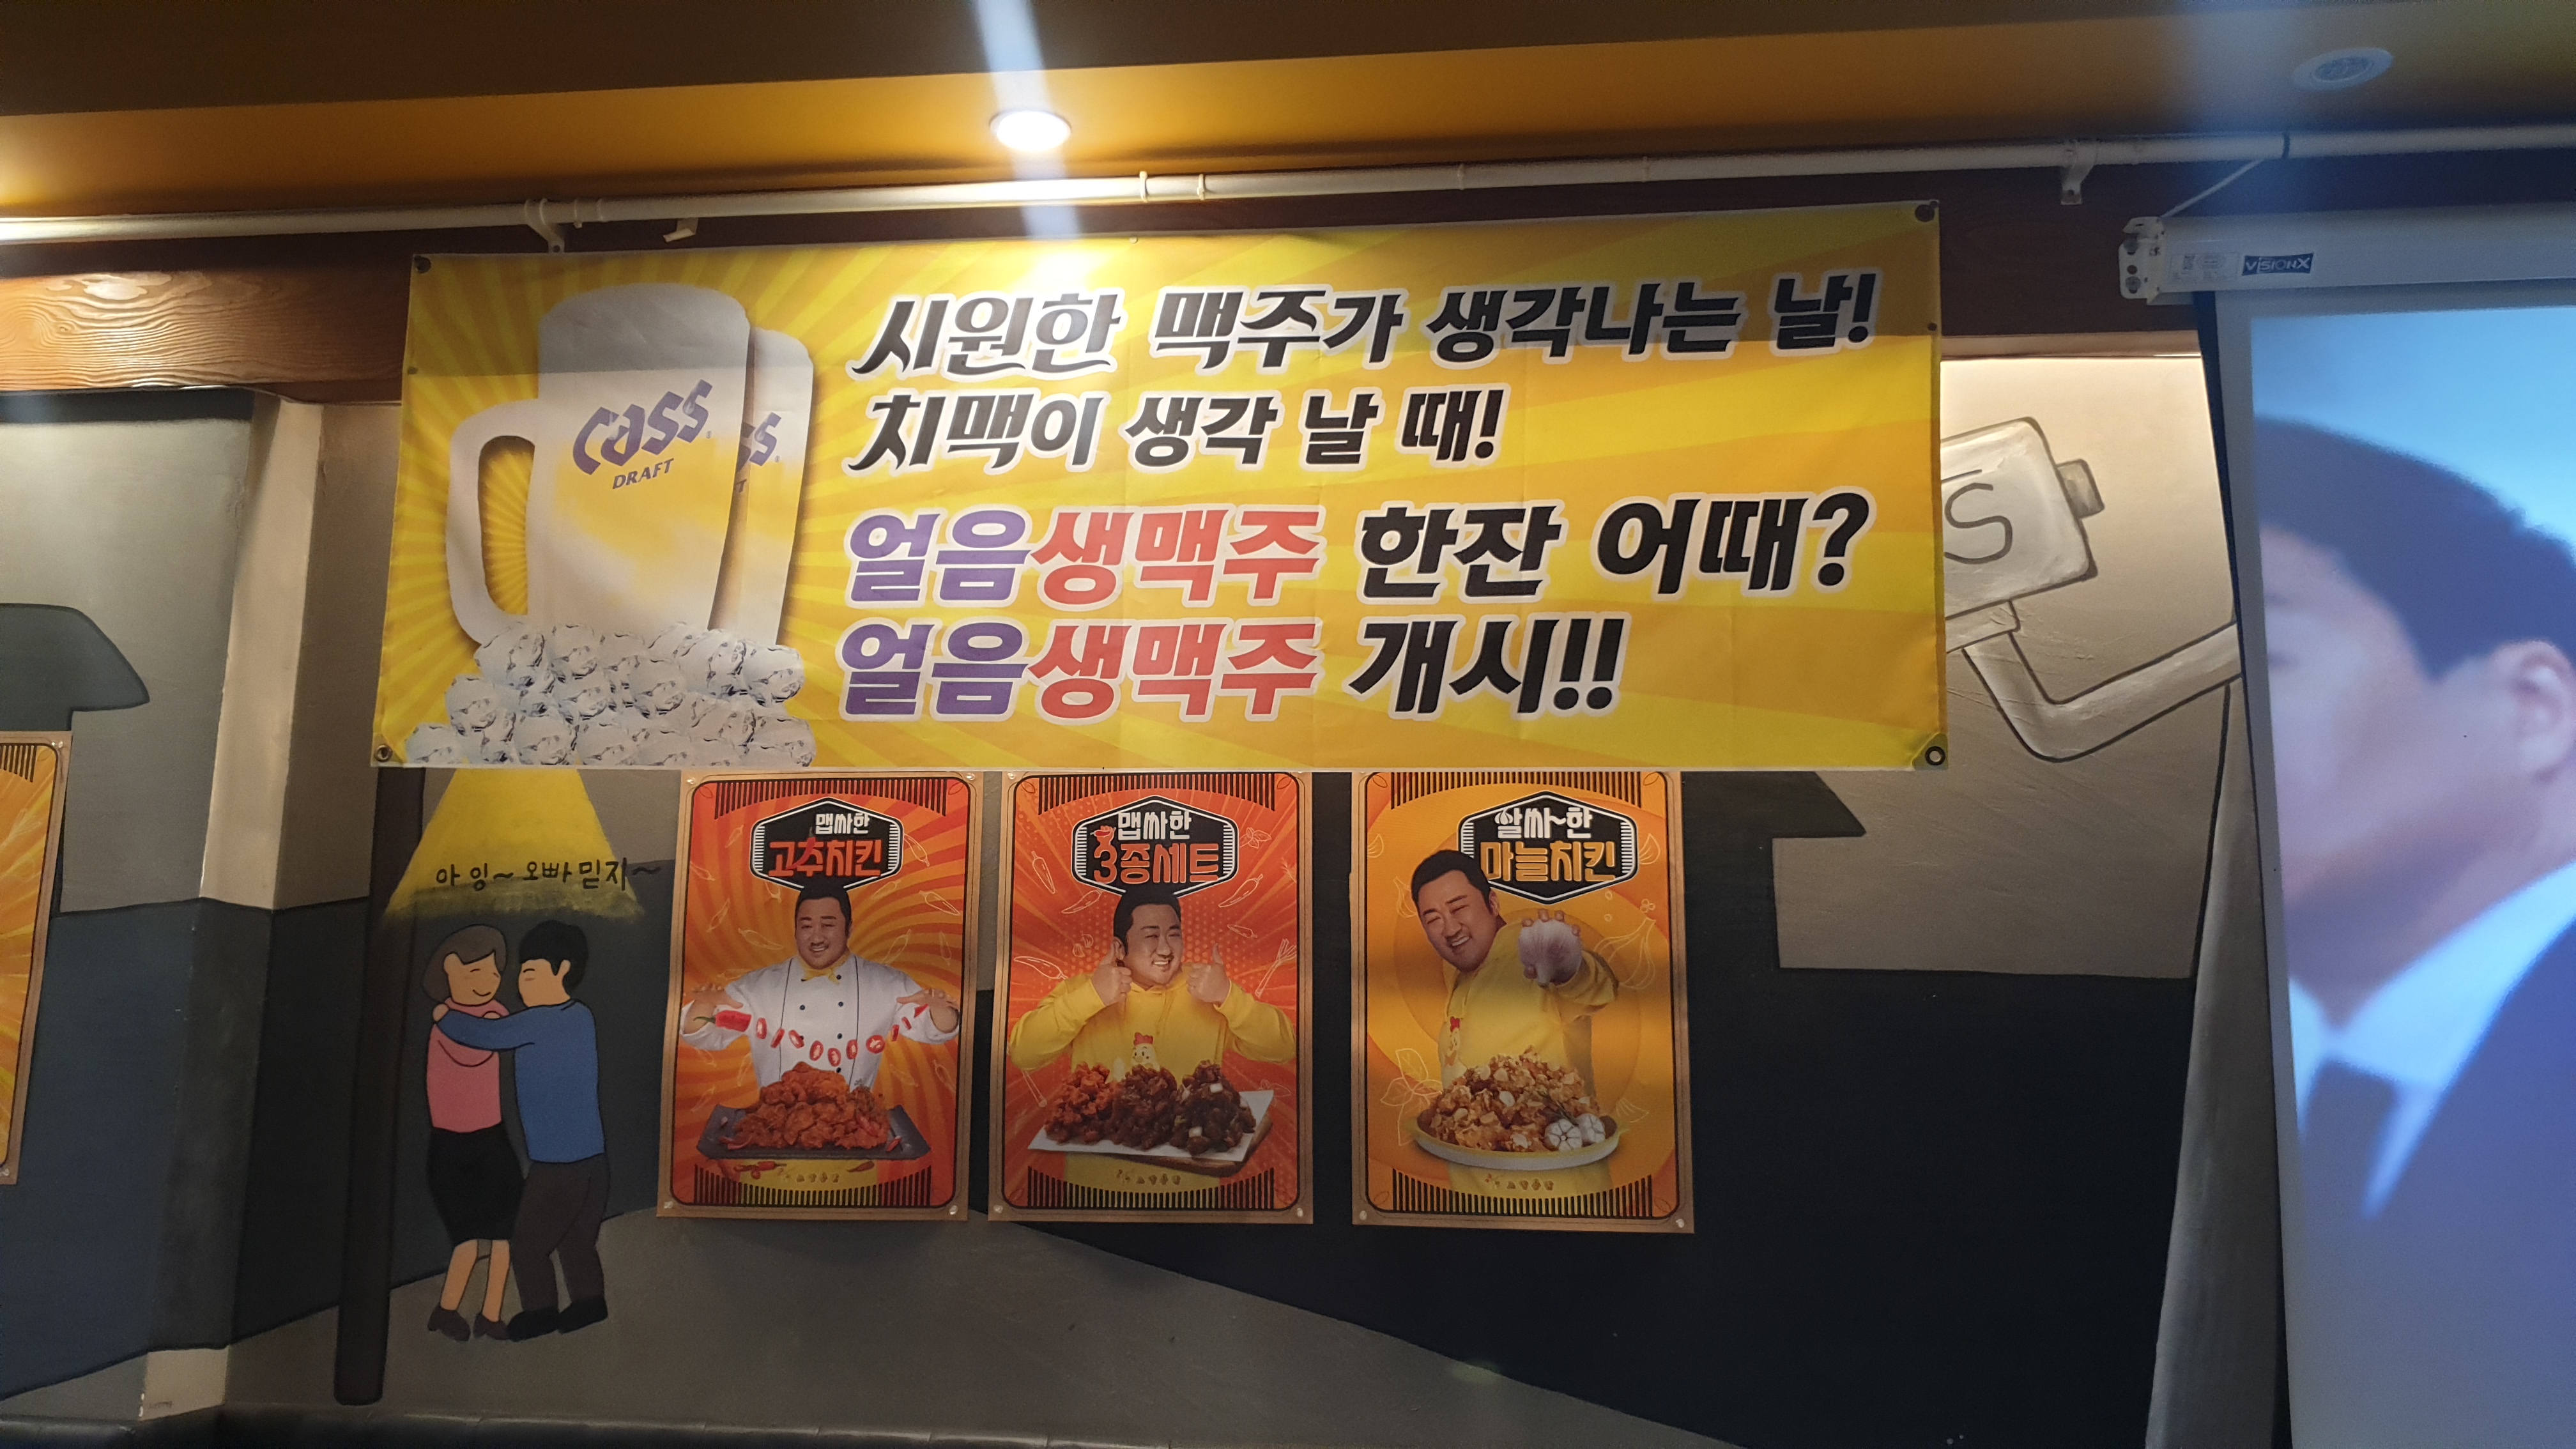 시원한 맥주가 생각나는 날!
치맥이 생각 날 때!
얼음생맥주 한잔 어때?
얼음생맥주 개시!!
cass
DRAFT
VISIONX
S
아잉~오빠믿지~
맵싸한
고추치킨
맵싸한
3종세트
알싸~한
마늘치킨